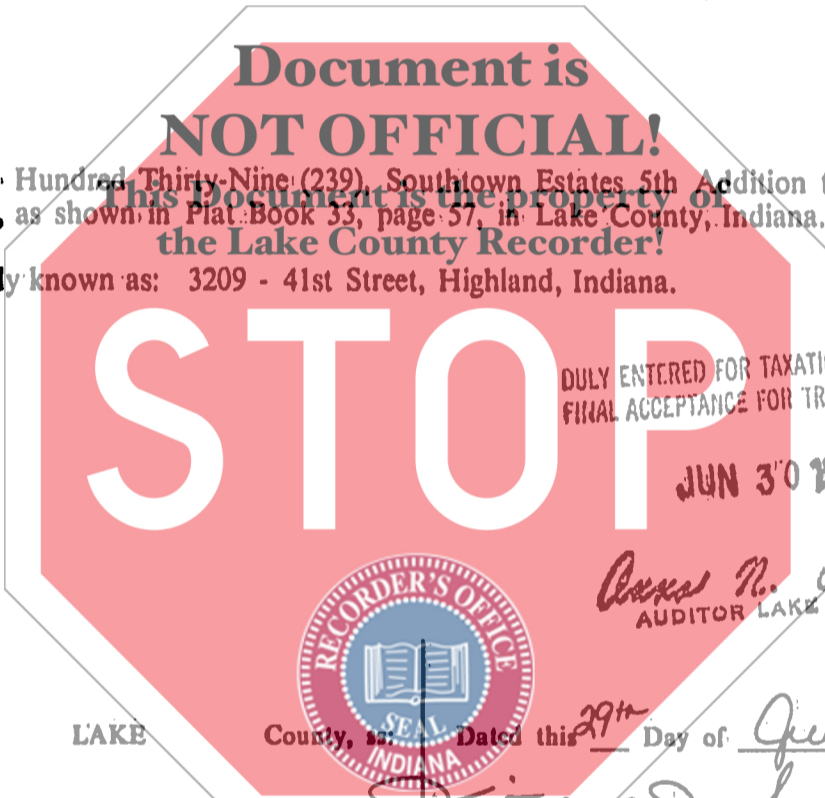 Document is
NOT OFFICIAL!
Hundred Thirty-Nine (239), Southtown Estates 5th Addition
This Document is the property of
as shown in Plat Book 33, page 57, in Lake County, Indiana.
the Lake County Recorder!
known as: 3209 - 41st Street, Highland, Indiana.
STOP
DULY ENTERED FOR TAXATI
FINAL ACCEPTANCE FOR TR
JUN 30
AUDITOR LAKE
RECORDER'S OFFICE
SEAL
INDIANA
LAKE County, ss: Dated this 29th Day of